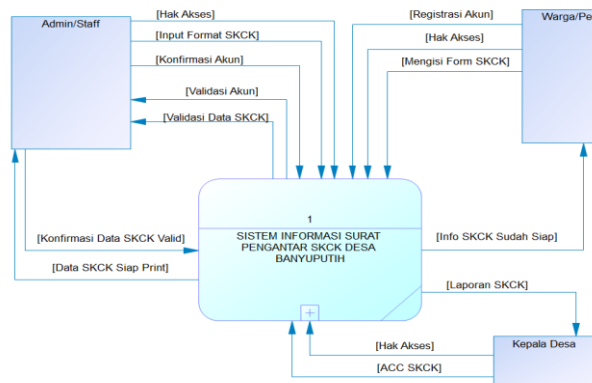 Admin/Staff
[Hak Akses]
[Input Format SKCK]
[Konfirmasi Akun]
[Validasi Akun]
[Validasi Data SKCK]
[Registrasi Akun]
[Hak Akses]
[Mengisi Form SKCK]
Warga/Pe
1
SISTEM INFORMASI SURAT
PENGANTAR SKCK DESA
BANYUPUTIH
[Konfirmasi Data SKCK Valid]
[Data SKCK Siap Print]
[Info SKCK Sudah Siap]
[Laporan SKCK]
Kepala Desa
[Hak Akses]
[ACC SKCK]